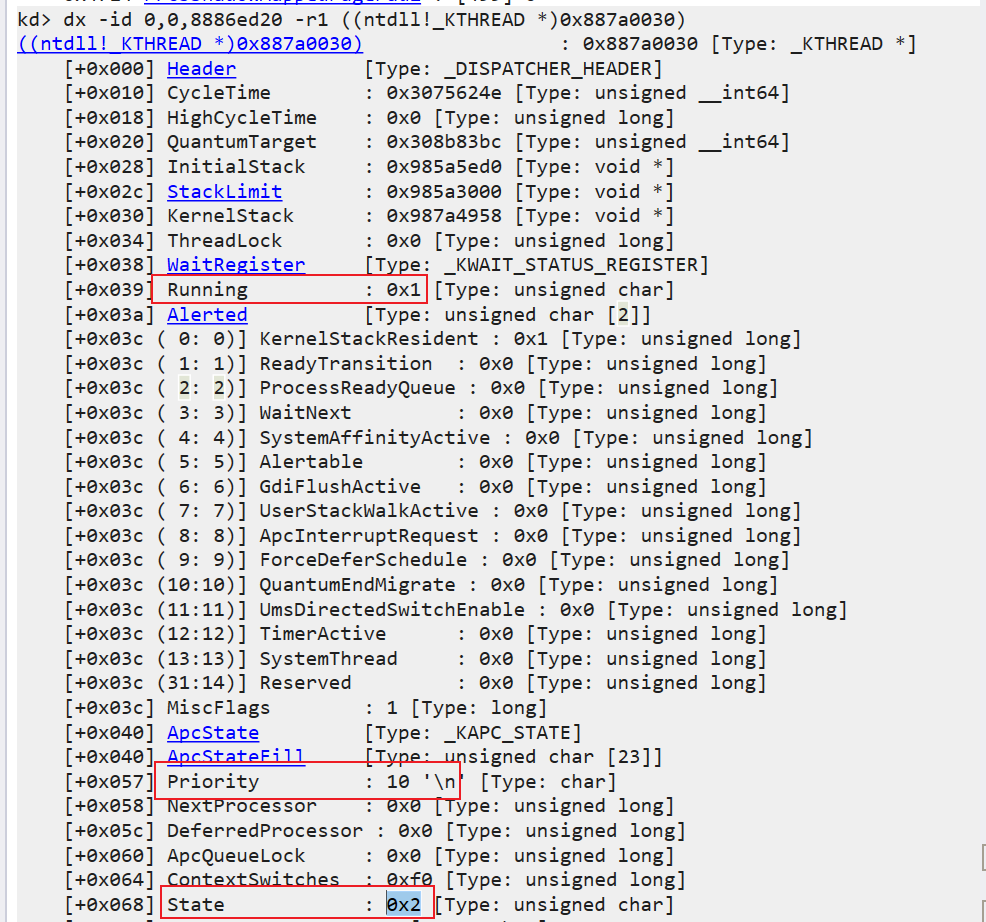 kd> dx -id 0,0,8886ed20 -r1 ((ntdll!_KTHREAD *)0x887a0030)
((ntdll!_KTHREAD *)0x887a0030)                 : 0x887a0030 [Type: _KTHREAD *]
[+0x000] Header           [Type: _DISPATCHER_HEADER]
[+0x010] CycleTime        : 0x3075624e [Type: unsigned __int64]
[+0x018] HighCycleTime    : 0x0 [Type: unsigned long]
[+0x020] QuantumTarget    : 0x308b83bc [Type: unsigned __int64]
[+0x028] InitialStack     : 0x985a5ed0 [Type: void *]
[+0x02c] StackLimit       : 0x985a3000 [Type: void *]
[+0x030] KernelStack      : 0x987a4958 [Type: void *]
[+0x034] ThreadLock       : 0x0 [Type: unsigned long]
[+0x038] WaitRegister     [Type: _KWAIT_STATUS_REGISTER]
[+0x039] Running          : 0x1 [Type: unsigned char]
[+0x03a] Alerted          [Type: unsigned char [2]]
[+0x03c ( 0: 0)] KernelStackResident : 0x1 [Type: unsigned long]
[+0x03c ( 1: 1)] ReadyTransition  : 0x0 [Type: unsigned long]
[+0x03c ( 2: 2)] ProcessReadyQueue : 0x0 [Type: unsigned long]
[+0x03c ( 3: 3)] WaitNext         : 0x0 [Type: unsigned long]
[+0x03c ( 4: 4)] SystemAffinityActive : 0x0 [Type: unsigned long]
[+0x03c ( 5: 5)] Alertable        : 0x0 [Type: unsigned long]
[+0x03c ( 6: 6)] GdiFlushActive   : 0x0 [Type: unsigned long]
[+0x03c ( 7: 7)] UserStackWalkActive : 0x0 [Type: unsigned long]
[+0x03c ( 8: 8)] ApcInterruptRequest : 0x0 [Type: unsigned long]
[+0x03c ( 9: 9)] ForceDeferSchedule : 0x0 [Type: unsigned long]
[+0x03c (10:10)] QuantumEndMigrate : 0x0 [Type: unsigned long]
[+0x03c (11:11)] UmsDirectedSwitchEnable : 0x0 [Type: unsigned long]
[+0x03c (12:12)] TimerActive      : 0x0 [Type: unsigned long]
[+0x03c (13:13)] SystemThread     : 0x0 [Type: unsigned long]
[+0x03c (31:14)] Reserved         : 0x0 [Type: unsigned long]
[+0x03c] MiscFlags        : 1 [Type: long]
[+0x040] ApcState         [Type: _KAPC_STATE]
[+0x040] ApcStateFill     [Type: unsigned char [23]]
[+0x057] Priority         : 10 '\n' [Type: char]
[+0x058] NextProcessor    : 0x0 [Type: unsigned long]
[+0x05c] DeferredProcessor : 0x0 [Type: unsigned long]
[+0x060] ApcQueueLock     : 0x0 [Type: unsigned long]
[+0x064] ContextSwitches  : 0xf0 [Type: unsigned long]
[+0x068] State            : 0x2 [Type: unsigned char]